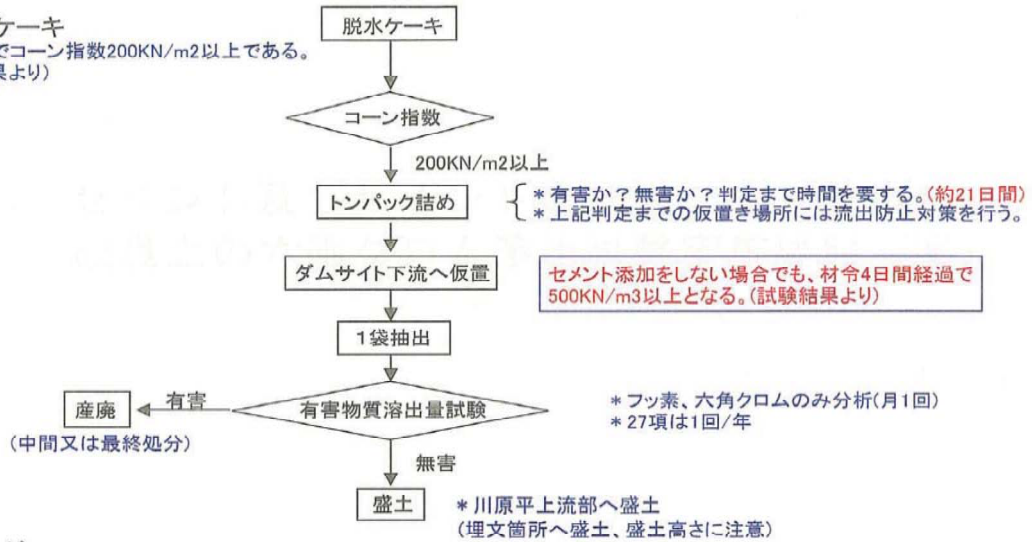 ケーキ
でコーン指数200KN/m2以上である。
果より)
脱水ケーキ
コーン指数
200KN/m2以上
トンパック詰め
*有害か?無害か?判定まで時間を要する。(約21日間)
*上記判定までの仮置き場所には流出防止対策を行う。
ダムサイト下流へ仮置
セメント添加をしない場合でも、材令4日間経過で
500KN/m3以上となる。(試験結果より)
1袋抽出
有害物質溶出量試験
有害
産廃
(中間又は最終処分)
*フッ素、六角クロムのみ分析(月1回)
*27項は1回/年
無害
盛土
*川原平上流部へ盛土
(埋文箇所へ盛土、盛土高さに注意)